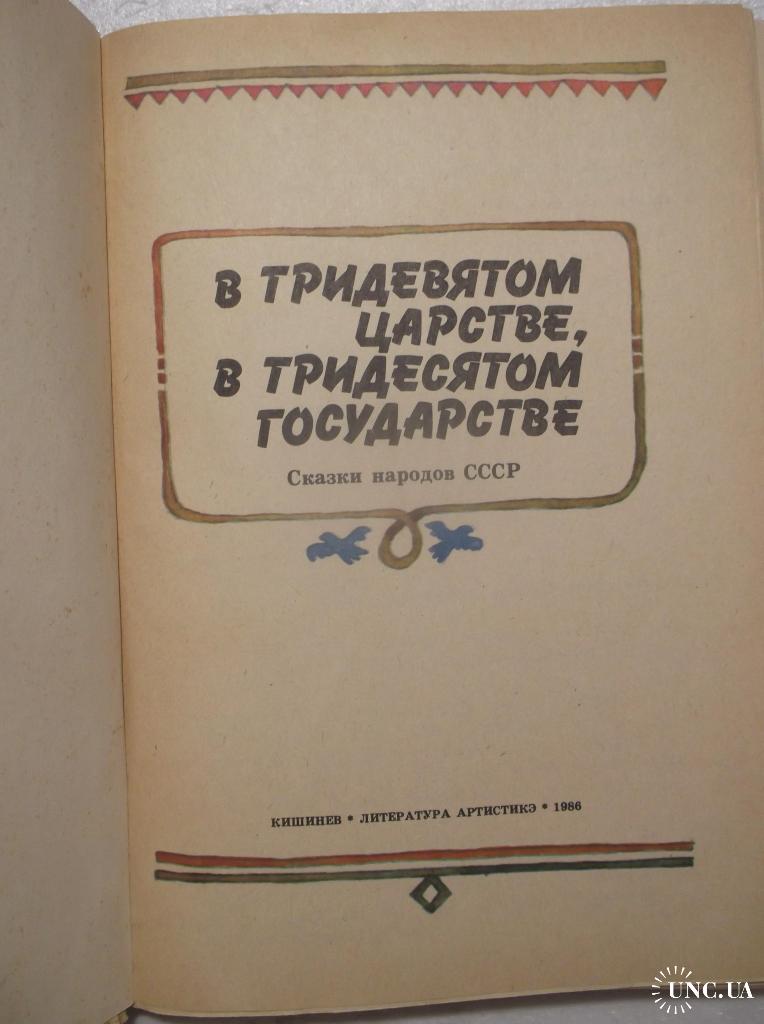 В ТРИДЕВЯТОМ
ЦАРСТВЕ,
В ТРИДЕСЯТОМ
ГОСУДАРСТВЕ
Сказки народов СССР
КИШИНЕВ * ЛИТЕРАТУРА АРТИСТИКЭ * 1986
UNC.UA